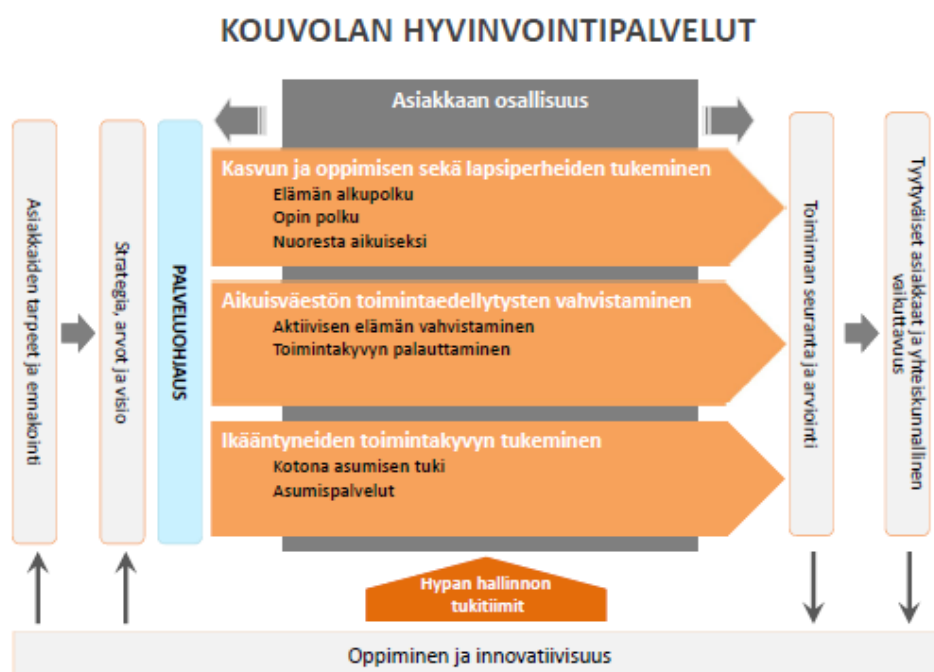 KOUVOLAN HYVINVOINTIPALVELUT
Asiakkaan osallisuus
Asiakkaiden tarpeet ja ennakointi
Strategia, arvot ja visio
PALVELUOHJAUS
Kasvun ja oppimisen sekä lapsiperheiden tukeminen
Elämän alkupolku
Opin polku
Nuoresta aikuiseksi
Aikuisväestön toimintaedellytysten vahvistaminen
Aktiivisen elämän vahvistaminen
Toimintakyvyn palauttaminen
Ikääntyneiden toimintakyvyn tukeminen
Kotona asumisen tuki
Asumispalvelut
Toiminnan seuranta ja arviointi
Tyytyväiset asiakkaat ja yhteiskunnallinen
vaikuttavuus
Hypan hallinnon
tukitiimit
Oppiminen ja innovatiivisuus